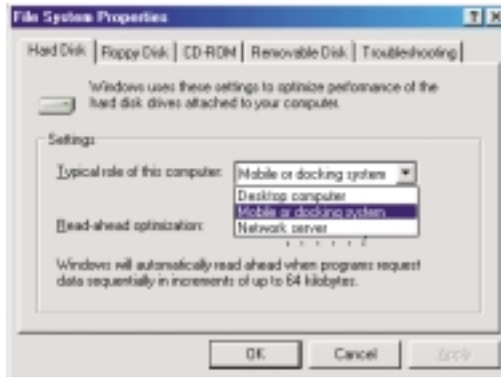 File System Properties
Hard Disk Floppy Disk CD-ROM Removable Disk Troubleshooting
Windows uses these settings to optimize performance of the
hard disk drives attached to your computer.
Settings
Typical role of this computer: Mobile or docking system
Desktop computer
Mobile or docking system
Network server
Read-ahead optimization:
Windows will automatically read ahead when programs request
data sequentially in increments of up to 64 kilobytes.
OK Cancel Apply